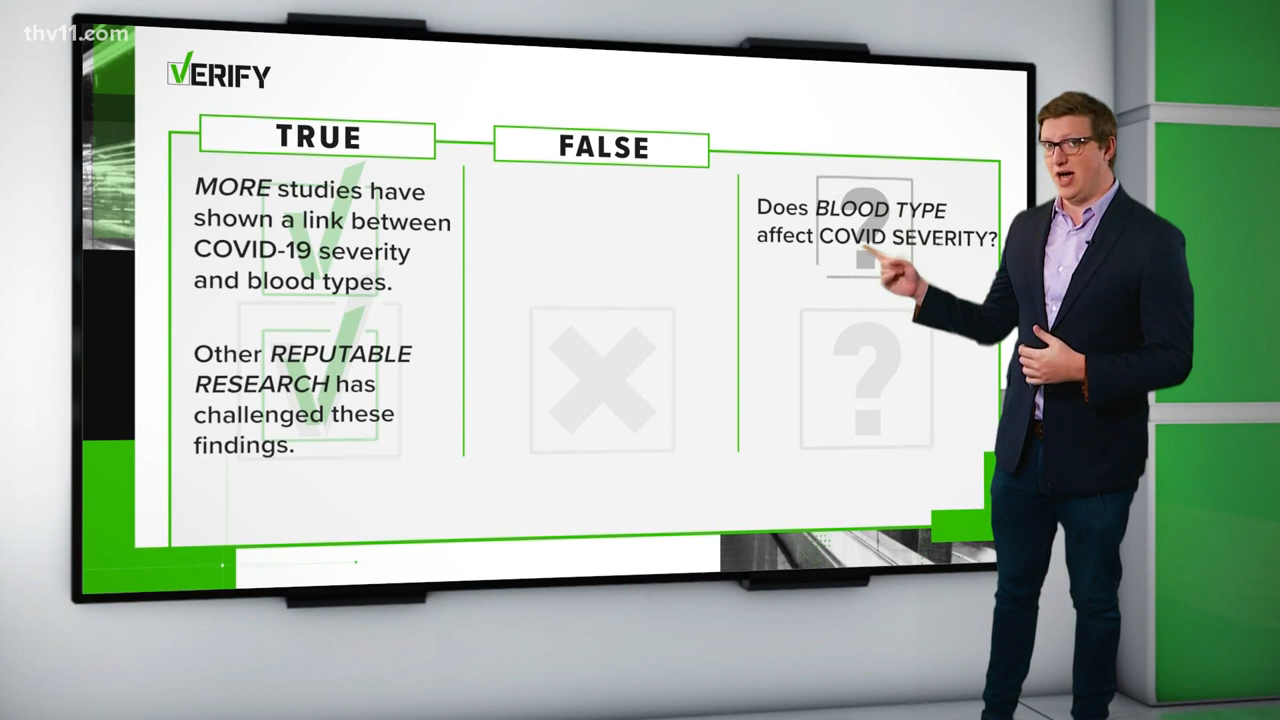 thv11.com
VERIFY
TRUE
MORE studies have
shown a link between
COVID-19 severity
and blood types.
Other REPUTABLE
RESEARCH has
challenged these
findings.
FALSE
?
Does BLOOD TYPE
affect COVID SEVERITY?
?